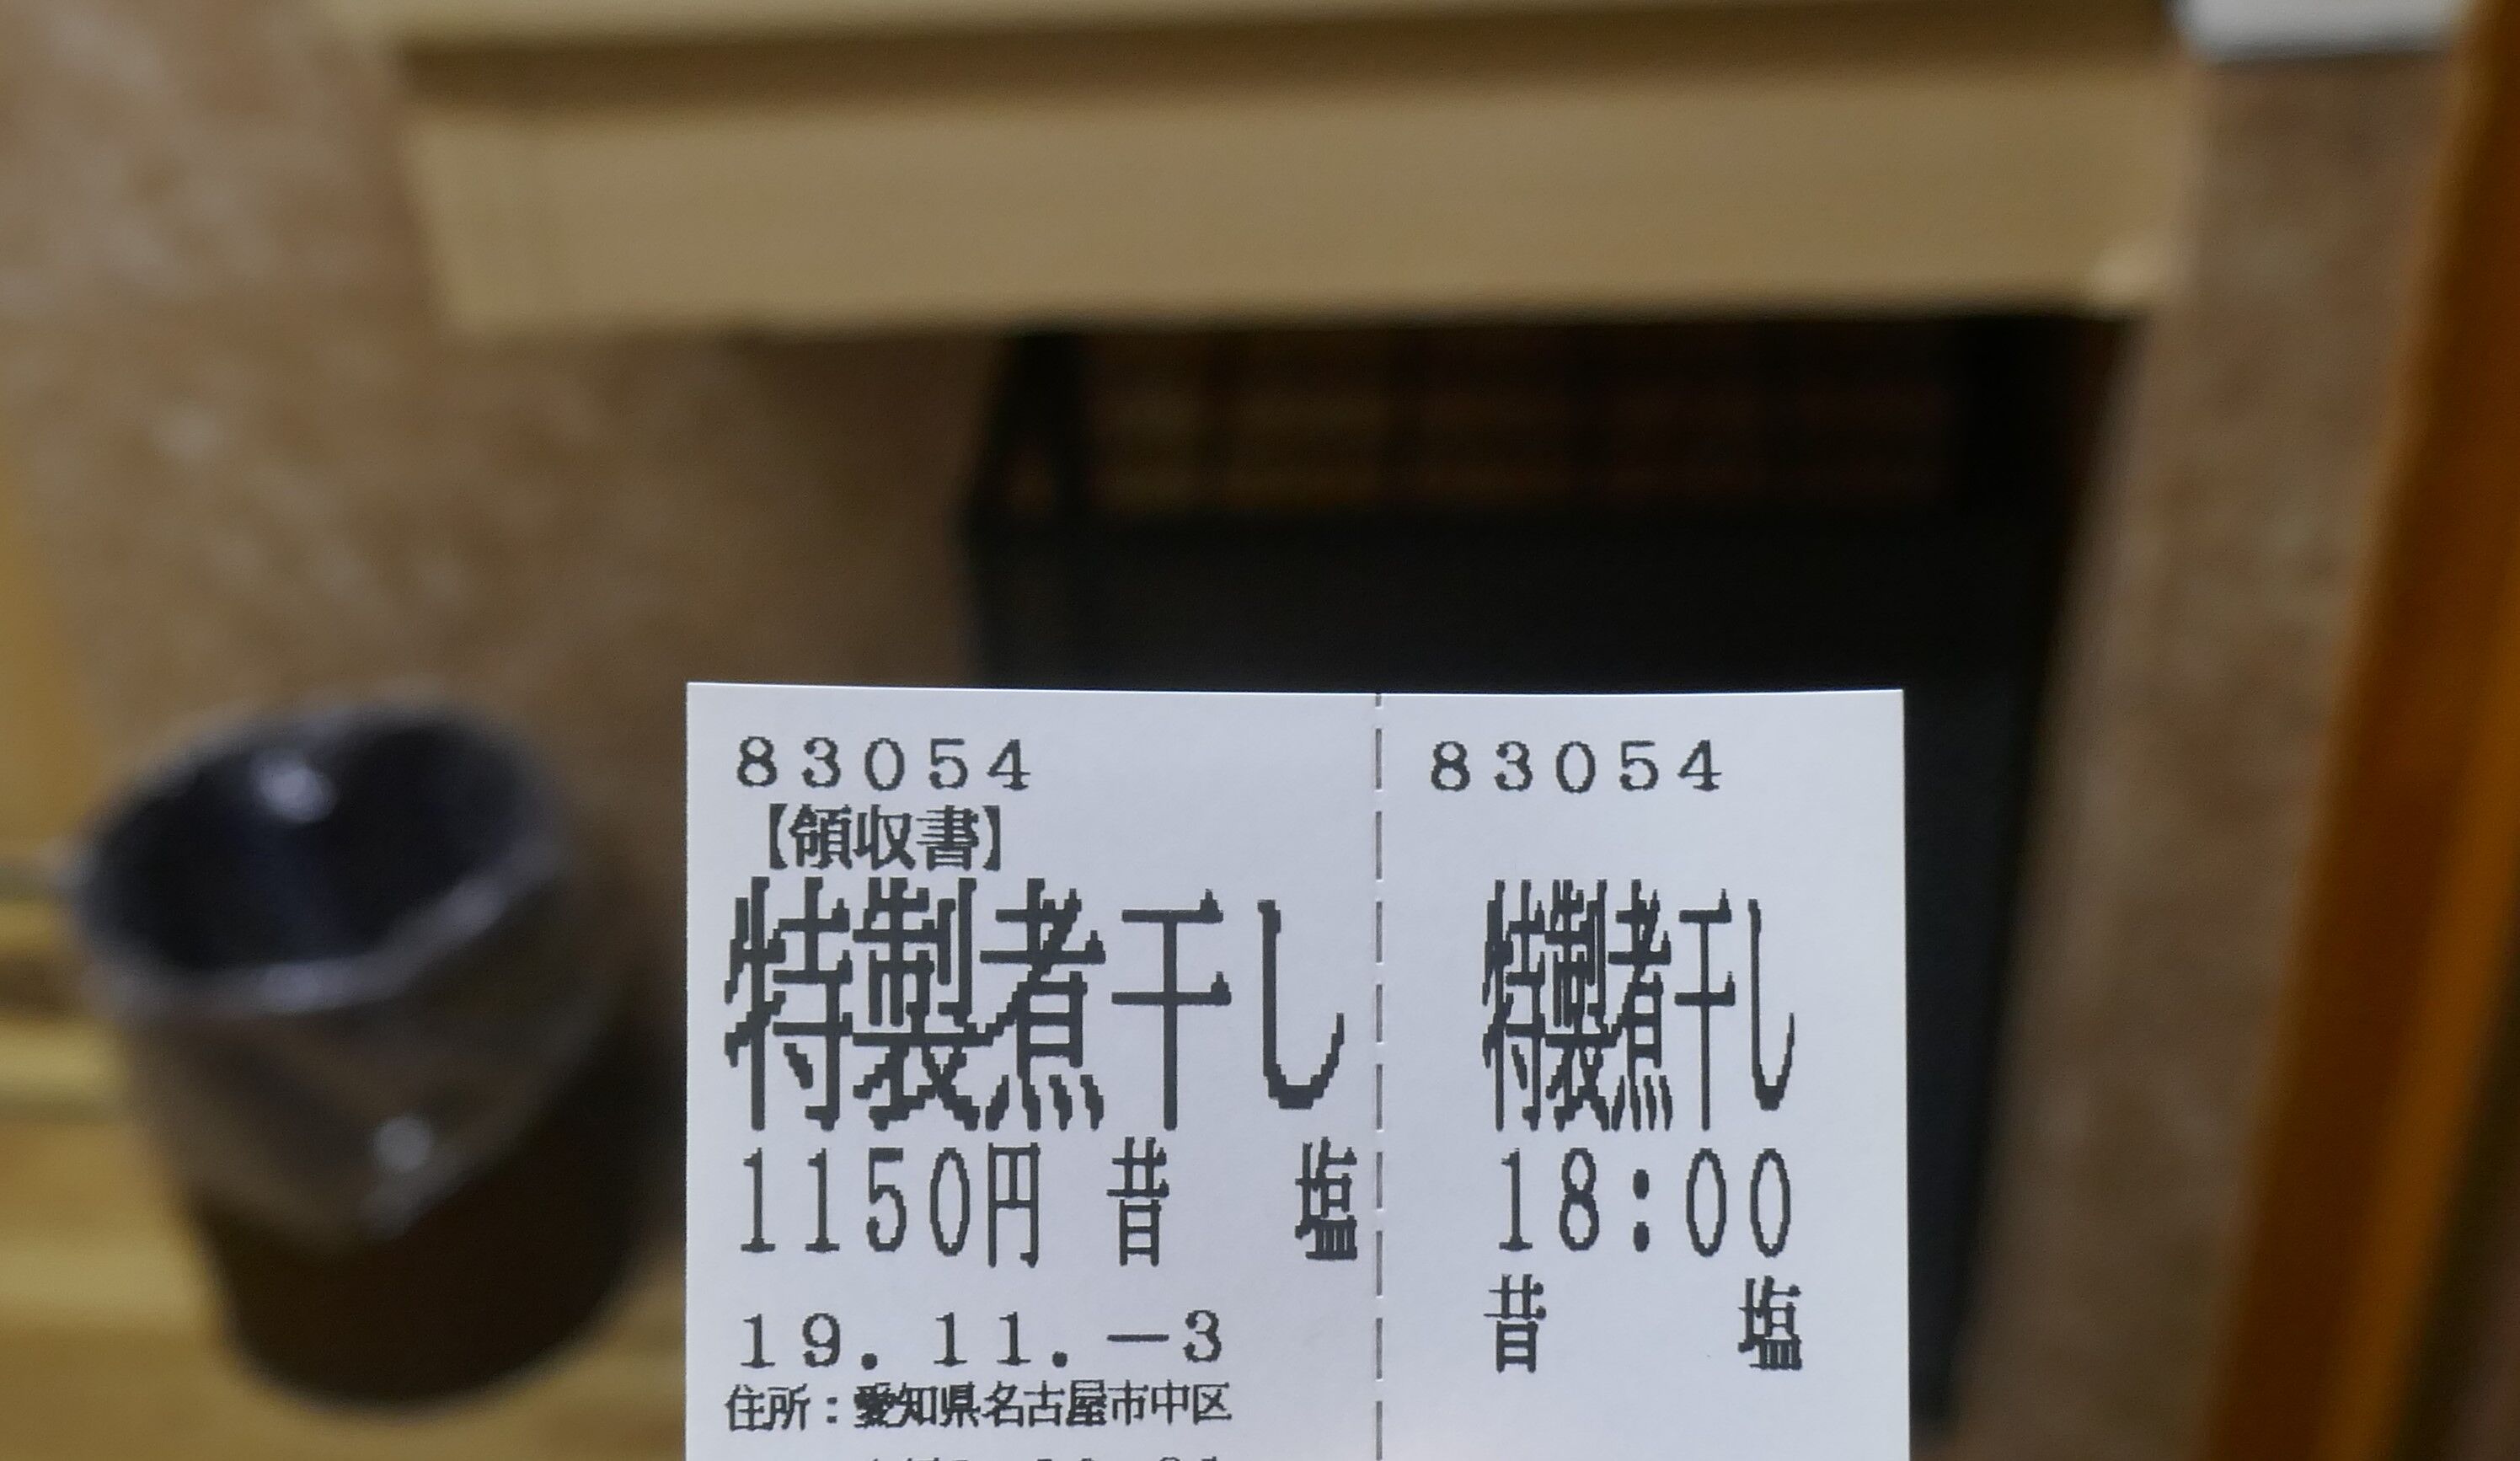 83054
【領収書】
特製煮干し
1150円 昔　塩
19.11.-3
住所：愛知県名古屋市中区
83054
特製煮干し
18:00
昔　塩